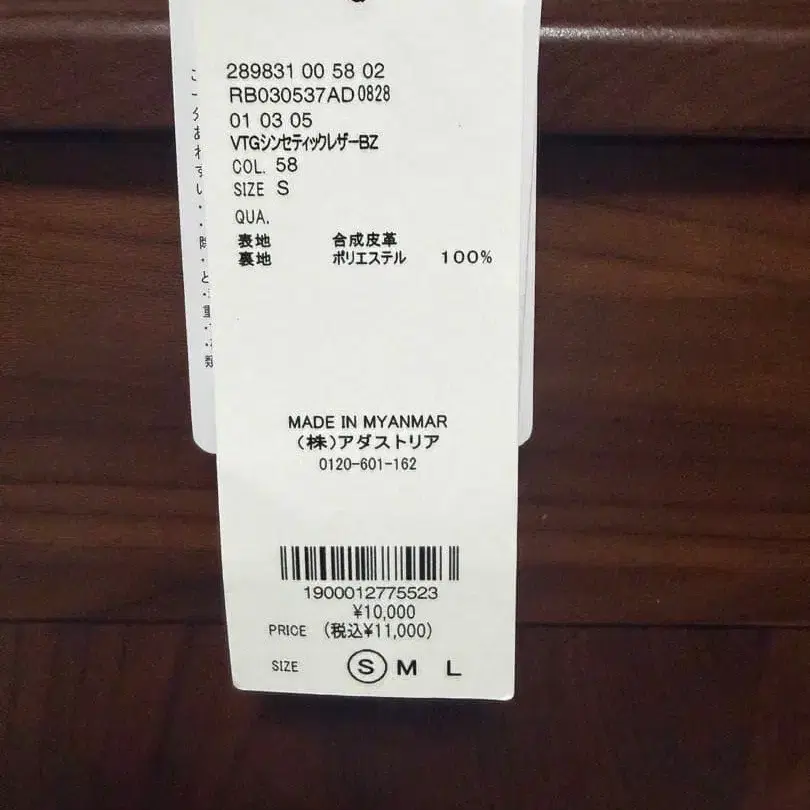 289831 00 58 02
RB030537AD0828
01 03 05
VTGシンセティックレザーBZ
COL. 58
SIZE S
QUA.
表地 合成皮革
裏地 ポリエステル 100%
MADE IN MYANMAR
(株)アダストリア
0120-601-162
1900012775523
¥10,000
PRICE (税込¥11,000)
SIZE S M L